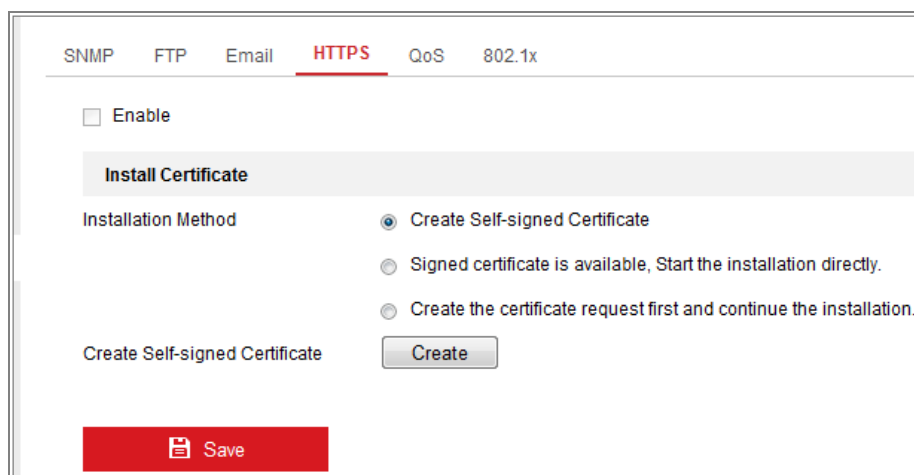 SNMP FTP Email HTTPS QoS 802.1x
Enable
Install Certificate
Installation Method
Create Self-signed Certificate
Signed certificate is available, Start the installation directly.
Create the certificate request first and continue the installation.
Create Self-signed Certificate Create
Save